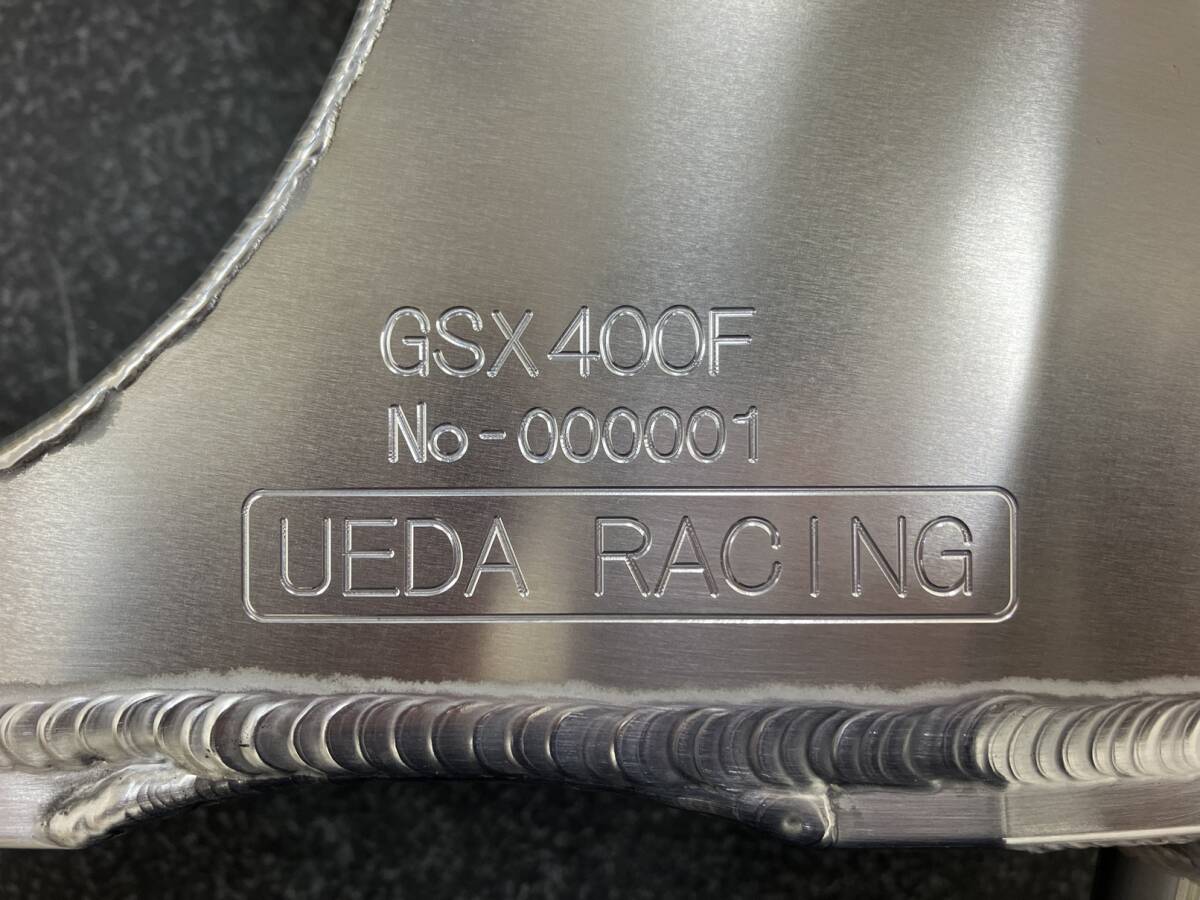 GSX400F
No-000001
UEDA RACING